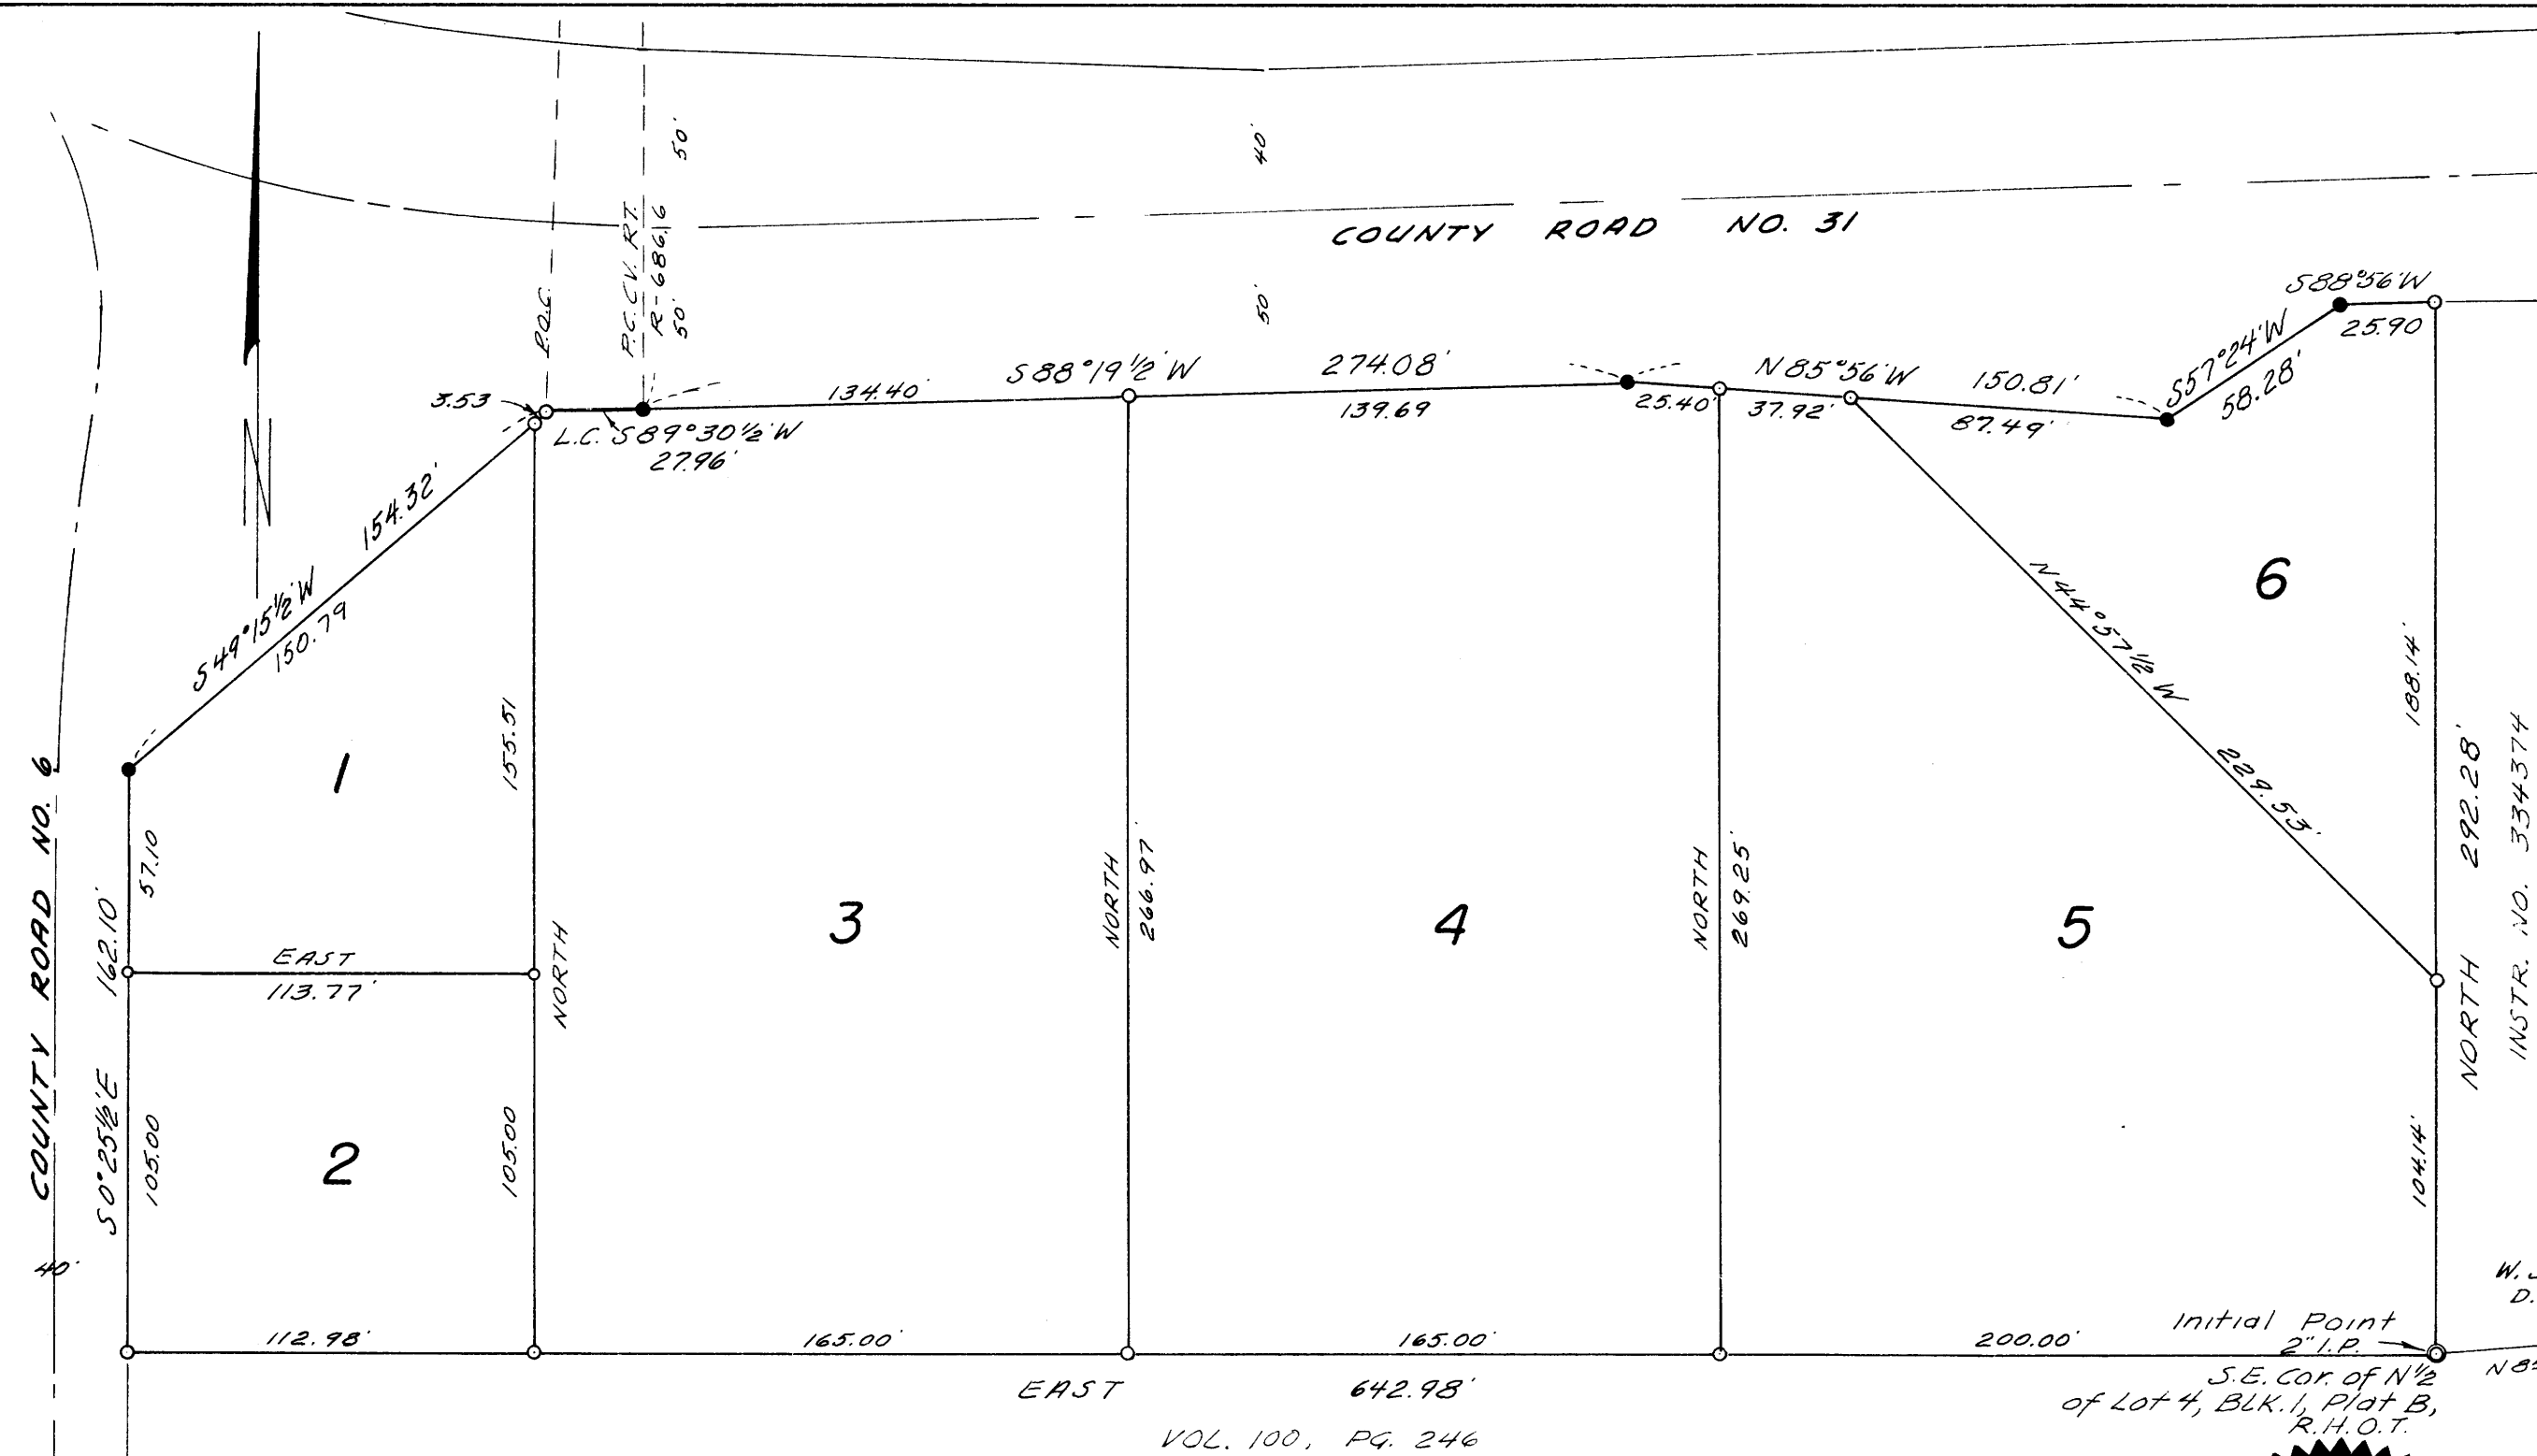 50'
40'
COUNTY ROAD NO. 31
P.O.C.
P.C. CV. RT.
R-686.16
50'
50'
S88°56'W
25.90
S57°24'W
58.28'
3.53
134.40'
S88°19½'W
274.08'
139.69
25.40'
N85°56'W
150.81'
37.92'
87.49'
L.C. S89°30½'W
27.96'
N
154.32'
S49°15½'W
150.79
1
155.51
57.10
6
N44°57½'W
229.53'
188.14'
NORTH 292.28'
INSTR. NO. 334374
COUNTY ROAD NO. 6
S0°25½'E 162.10'
EAST
113.77'
NORTH
3
NORTH
266.97'
4
NORTH
269.25'
5
2
105.00
105.00
104.14'
40'
W.
D.
112.98'
165.00'
165.00'
200.00'
Initial Point
2" I.P.
EAST 642.98'
S.E. Cor. of N½
of Lot 4, BLK. 1, Plat B,
R.H.O.T.
VOL. 100, PG. 246